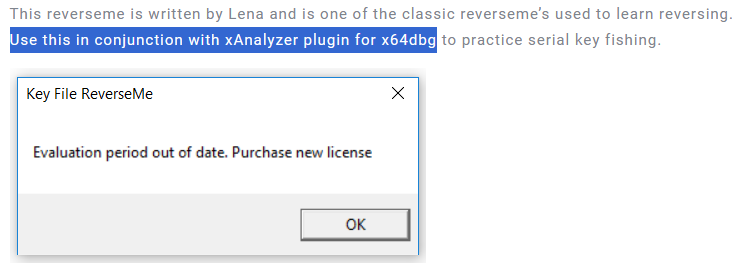 This reverseme is written by Lena and is one of the classic reverseme's used to learn reversing.
Use this in conjunction with xAnalyzer plugin for x64dbg to practice serial key fishing.
Key File ReverseMe
Evaluation period out of date. Purchase new license
OK